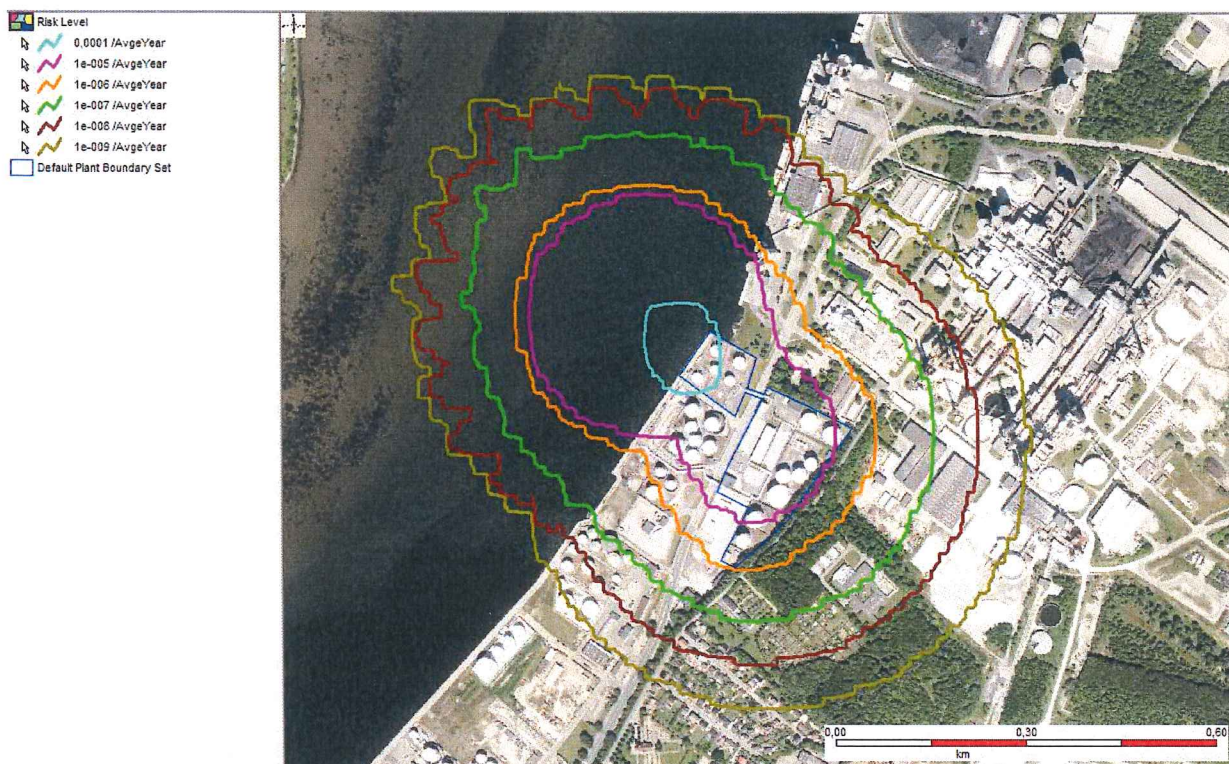 Risk Level
0,0001 /AvgeYear
1e-005 /AvgeYear
1e-006 /AvgeYear
1e-007 /AvgeYear
1e-008 /AvgeYear
1e-009 /AvgeYear
Default Plant Boundary Set
0,00 0,30 0,60
km